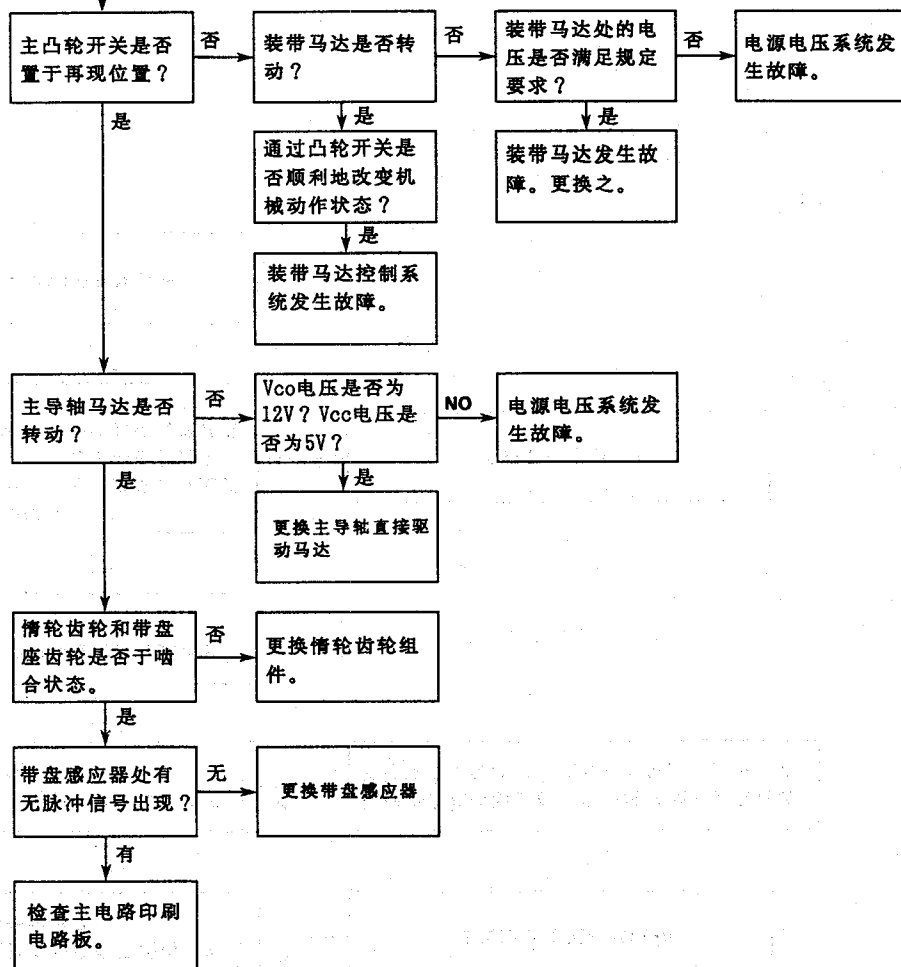 主凸轮开关是否
置于再现位置？
否
装带马达是否转
动？
否
装带马达处的电
压是否满足规定
要求？
否
电源电压系统发
生故障。
是
是
通过凸轮开关是
否顺利地改变机
械动作状态？
是
装带马达发生故
障。更换之。
是
装带马达控制系
统发生故障。
主导轴马达是否
转动？
否
Vco电压是否为
12V？Vcc电压是
否为5V？
NO
电源电压系统发
生故障。
是
是
更换主导轴直接驱
动马达
情轮齿轮和带盘
座齿轮是否于啮
合状态。
否
更换情轮齿轮组
件。
是
带盘感应器处有
无脉冲信号出现？
无
更换带盘感应器
有
检查主电路印刷
电路板。